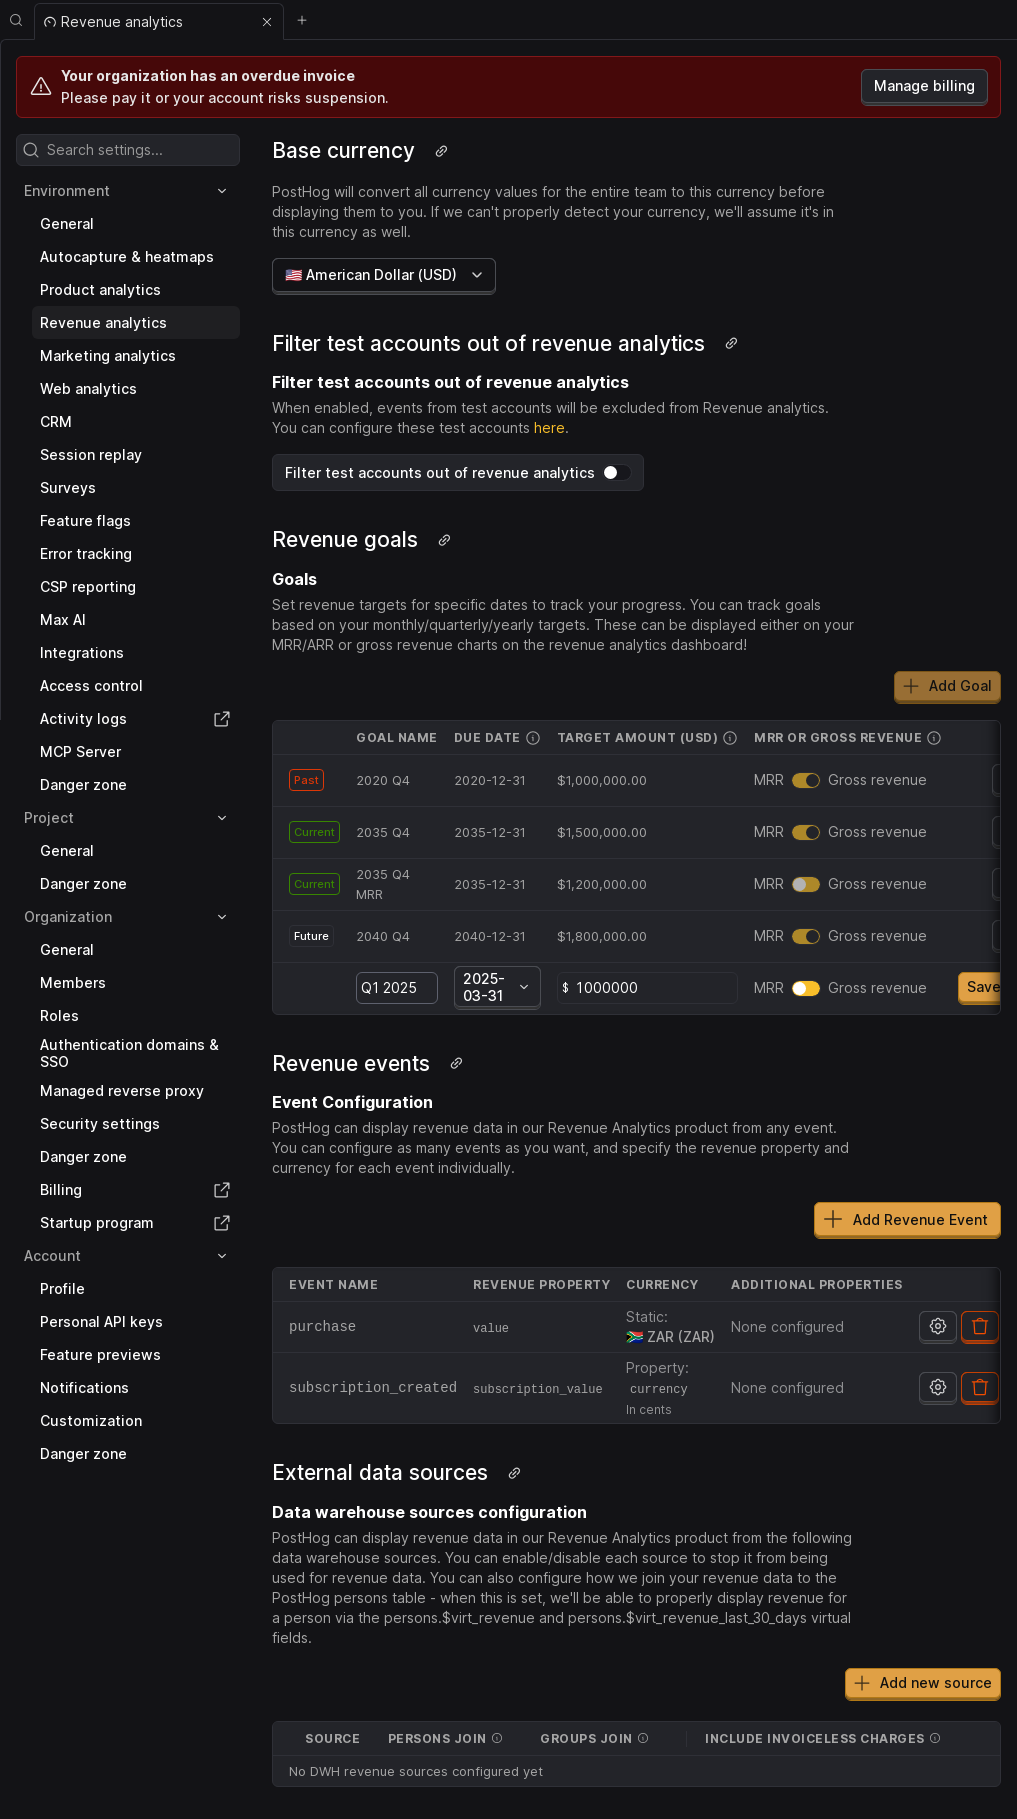 Revenue analytics
Your organization has an overdue invoice
Please pay it or your account risks suspension.
Manage billing
Search settings...
Environment
General
Autocapture & heatmaps
Product analytics
Revenue analytics
Marketing analytics
Web analytics
CRM
Session replay
Surveys
Feature flags
Error tracking
CSP reporting
Max AI
Integrations
Access control
Activity logs
MCP Server
Danger zone
Project
General
Danger zone
Organization
General
Members
Roles
Authentication domains &
SSO
Managed reverse proxy
Security settings
Danger zone
Billing
Startup program
Account
Profile
Personal API keys
Feature previews
Notifications
Customization
Danger zone
Base currency
PostHog will convert all currency values for the entire team to this currency before
displaying them to you. If we can't properly detect your currency, we'll assume it's in
this currency as well.
🇺🇸 American Dollar (USD)
Filter test accounts out of revenue analytics
Filter test accounts out of revenue analytics
When enabled, events from test accounts will be excluded from Revenue analytics.
You can configure these test accounts here.
Filter test accounts out of revenue analytics
Revenue goals
Goals
Set revenue targets for specific dates to track your progress. You can track goals
based on your monthly/quarterly/yearly targets. These can be displayed either on your
MRR/ARR or gross revenue charts on the revenue analytics dashboard!
Add Goal
GOAL NAME DUE DATE TARGET AMOUNT (USD) MRR OR GROSS REVENUE
Past 2020 Q4 2020-12-31 $1,000,000.00 MRR Gross revenue
Current 2035 Q4 2035-12-31 $1,500,000.00 MRR Gross revenue
Current 2035 Q4 MRR 2035-12-31 $1,200,000.00 MRR Gross revenue
Future 2040 Q4 2040-12-31 $1,800,000.00 MRR Gross revenue
Q1 2025 2025-03-31 $ 1000000 MRR Gross revenue Save
Revenue events
Event Configuration
PostHog can display revenue data in our Revenue Analytics product from any event.
You can configure as many events as you want, and specify the revenue property and
currency for each event individually.
Add Revenue Event
EVENT NAME REVENUE PROPERTY CURRENCY ADDITIONAL PROPERTIES
purchase value Static: 🇿🇦 ZAR (ZAR) None configured
subscription_created subscription_value Property: currency In cents None configured
External data sources
Data warehouse sources configuration
PostHog can display revenue data in our Revenue Analytics product from the following
data warehouse sources. You can enable/disable each source to stop it from being
used for revenue data. You can also configure how we join your revenue data to the
PostHog persons table - when this is set, we'll be able to properly display revenue for
a person via the persons.$virt_revenue and persons.$virt_revenue_last_30_days virtual
fields.
Add new source
SOURCE PERSONS JOIN GROUPS JOIN INCLUDE INVOICELESS CHARGES
No DWH revenue sources configured yet